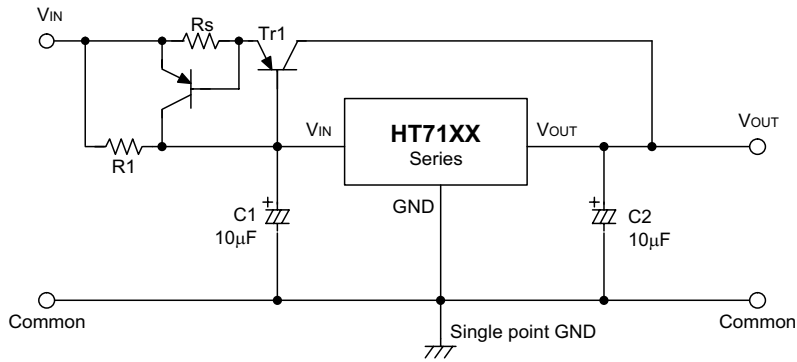 VIN
Rs
Tr1
R1
VIN
HT71XX
Series
VOUT
VOUT
GND
C1
10μF
C2
10μF
Common
Single point GND
Common